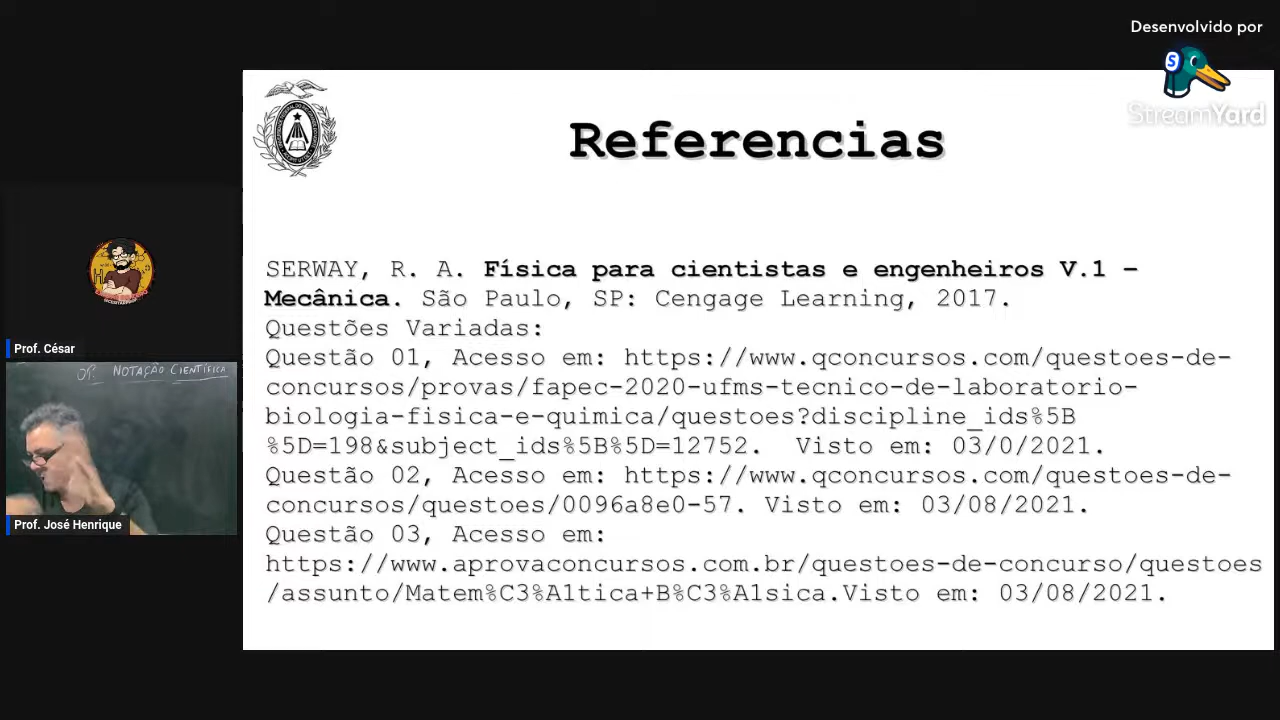 Desenvolvido por
StreamYard
Referencias
SERWAY, R. A. Física para cientistas e engenheiros V.1 –
Mecânica. São Paulo, SP: Cengage Learning, 2017.
Questões Variadas:
Questão 01, Acesso em: https://www.qconcursos.com/questoes-de-
concursos/provas/fapec-2020-ufms-tecnico-de-laboratorio-
biologia-fisica-e-quimica/questoes?discipline_ids%5B
%5D=198&subject_ids%5B%5D=12752. Visto em: 03/0/2021.
Questão 02, Acesso em: https://www.qconcursos.com/questoes-de-
concursos/questoes/0096a8e0-57. Visto em: 03/08/2021.
Questão 03, Acesso em:
https://www.aprovaconcursos.com.br/questoes-de-concurso/questoes
/assunto/Matem%C3%A1tica+B%C3%A1sica.Visto em: 03/08/2021.
Prof. César
NOTAÇÃO CIENTÍFICA
Prof. José Henrique